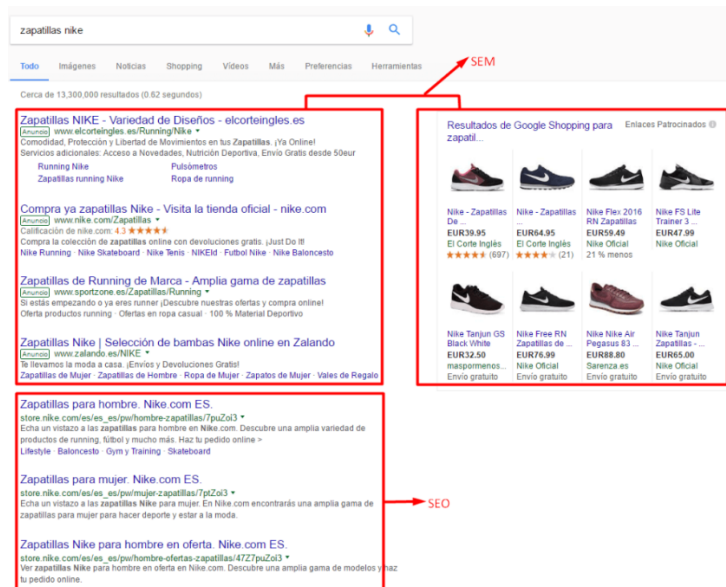 zapatillas nike
Todo Imágenes Noticias Shopping Vídeos Más Preferencias Herramientas
SEM
Cerca de 13,300,000 resultados (0.62 segundos)
Zapatillas NIKE - Variedad de Diseños - elcorteingles.es
Anuncio www.elcorteingles.es/Running/Nike
Comodidad, Protección y Libertad de Movimientos en tus Zapatillas. ¡Ya Online!
Servicios adicionales: Acceso a Novedades, Nutrición Deportiva, Envío Gratis desde 50eur
Running Nike Pulsómetros
Zapatillas running Nike Ropa de running
Compra ya zapatillas Nike - Visita la tienda oficial - nike.com
Anuncio www.nike.com/Zapatillas
Calificación de nike.com: 4.3
Compra la colección de zapatillas online con devoluciones gratis. ¡Just Do It!
Nike Running · Nike Skateboard · Nike Tenis · NIKEiD · Futbol Nike · Nike Baloncesto
Zapatillas de Running de Marca - Amplia gama de zapatillas
Anuncio www.sportzone.es/Zapatillas/Running
Si estás empezando o ya eres runner ¡Descubre nuestras ofertas y compra online!
Oferta productos running · Ofertas en ropa casual · 100 % Material Deportivo
Zapatillas Nike | Selección de bambas Nike online en Zalando
Anuncio www.zalando.es/NIKE
Te llevamos la moda a casa. ¡Envíos y Devoluciones Gratis!
Zapatillas de Mujer · Zapatillas de Hombre · Ropa de Mujer · Zapatos de Mujer · Vales de Regalo
Resultados de Google Shopping para Enlaces Patrocinados
zapatil...
Nike - Zapatillas De ...
EUR39.95
El Corte Inglés
(697)
Nike - Zapatillas ...
EUR64.95
El Corte Inglés
(21)
Nike Flex 2016
RN Zapatillas
EUR59.49
Nike Oficial
21 % menos
Nike FS Lite
Trainer 3 ...
EUR47.99
Nike Oficial
Nike Tanjun GS
Black White
EUR32.50
maspormenos...
Envío gratuito
Nike Free RN
Zapatillas de ...
EUR76.99
Nike Oficial
Envío gratuito
Nike Nike Air
Pegasus 83 ...
EUR88.80
Sarenza.es
Envío gratuito
Nike Tanjun
Zapatillas - ...
EUR65.00
Nike Oficial
Envío gratuito
Zapatillas para hombre. Nike.com ES.
store.nike.com/es/es_es/pw/hombre-zapatillas/7puZoi3
Echa un vistazo a las zapatillas para hombre en Nike.com. Descubre una amplia variedad de
productos de running, fútbol y mucho más. Haz tu pedido online >
Lifestyle · Baloncesto · Gym y Training · Skateboard
Zapatillas para mujer. Nike.com ES.
store.nike.com/es/es_es/pw/mujer-zapatillas/7ptZoi3
Echa un vistazo a las zapatillas Nike para mujer. En Nike.com encontrarás una amplia gama de
zapatillas para mujer para hacer deporte y estar a la moda.
SEO
Zapatillas Nike para hombre en oferta. Nike.com ES.
store.nike.com/es/es_es/pw/hombre-ofertas-zapatillas/47Z7puZoi3
Ver zapatillas Nike para hombre en oferta en Nike.com. Descubre una amplia gama de modelos y haz
tu pedido online.